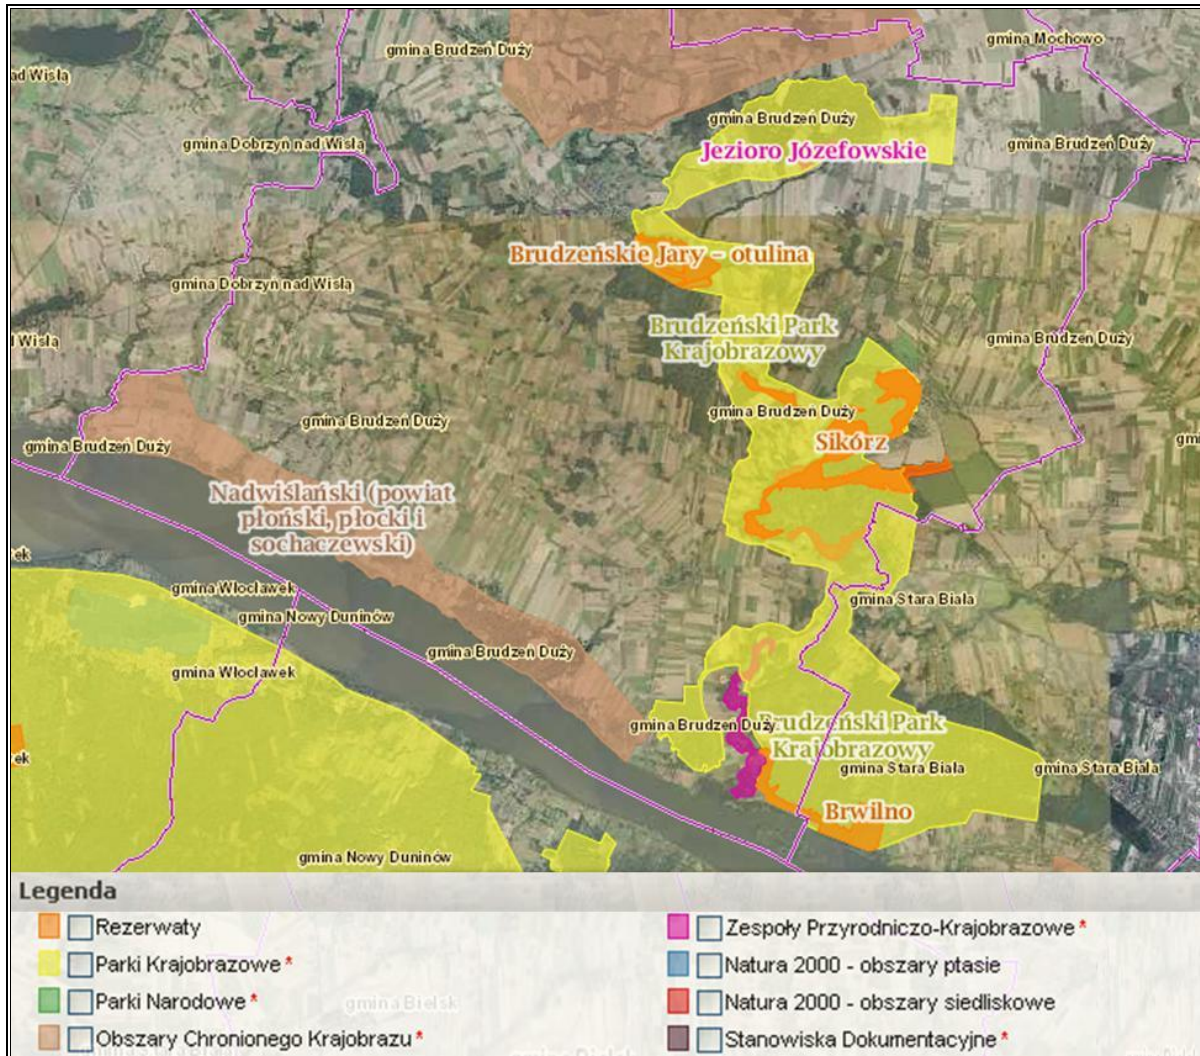 gmina Brudzeń Duży
gmina Mochowo
ad Wisłą
gmina Brudzeń Duży
gmina Dobrzyń nad Wisłą
gmina Brudzeń Duży
Jezioro Józefowskie
Brudzeńskie Jary - otulina
gmina Dobrzyń nad Wisłą
Brudzeński Park
Krajobrazowy
gmina Brudzeń Duży
Wisłą
gmina Brudzeń Duży
gmina Brudzeń Duży
gmina Brudzeń Duży
Sikórz
gmi
Nadwiślański (powiat
płoński, płocki i
sochaczewski)
ek
gmina Włocławek
gmina Nowy Duninów
gmina Stara Biała
gmina Brudzeń Duży
gmina Włocławek
gmina Brudzeń Duży
Brudzeński Park
Krajobrazowy
gmina Stara Biała
gmina Stara Biała
ek
Brwilno
gmina Nowy Duninów
Legenda
Rezerwaty
Parki Krajobrazowe *
Parki Narodowe *
Obszary Chronionego Krajobrazu *
Zespoły Przyrodniczo-Krajobrazowe *
Natura 2000 - obszary ptasie
Natura 2000 - obszary siedliskowe
Stanowiska Dokumentacyjne *
gmina Bielsk